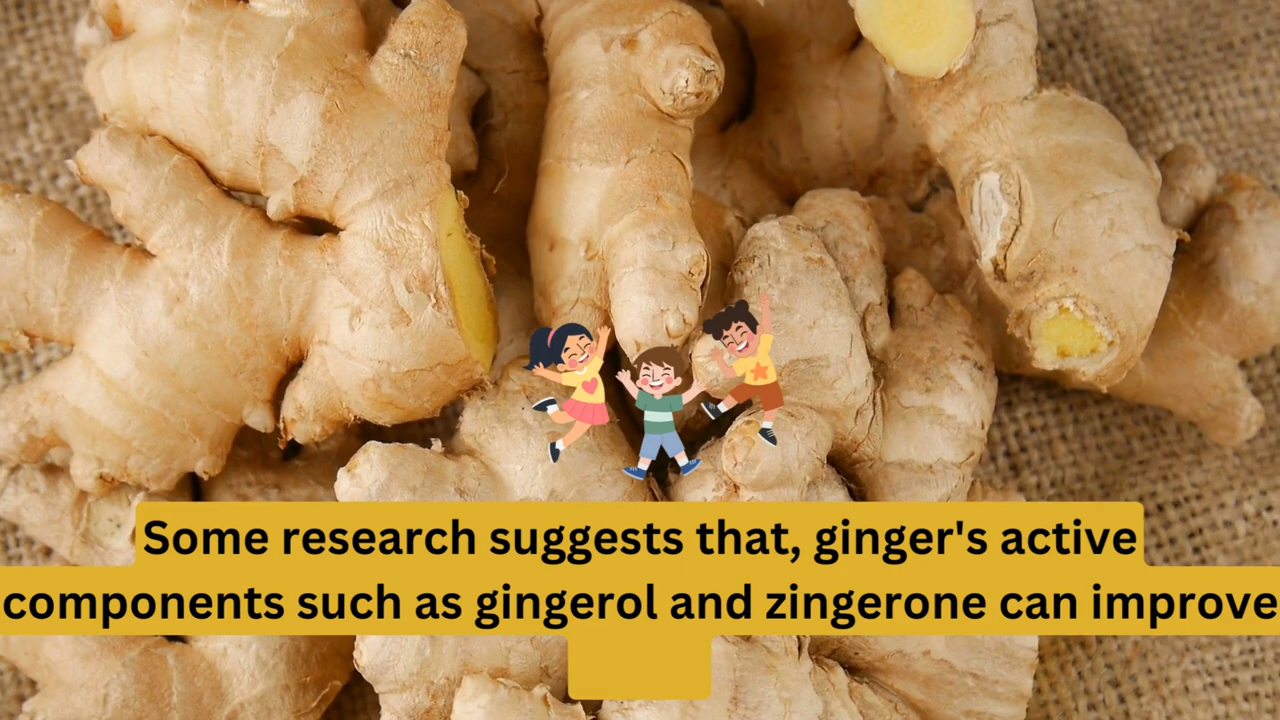 Some research suggests that, ginger's active
components such as gingerol and zingerone can improve